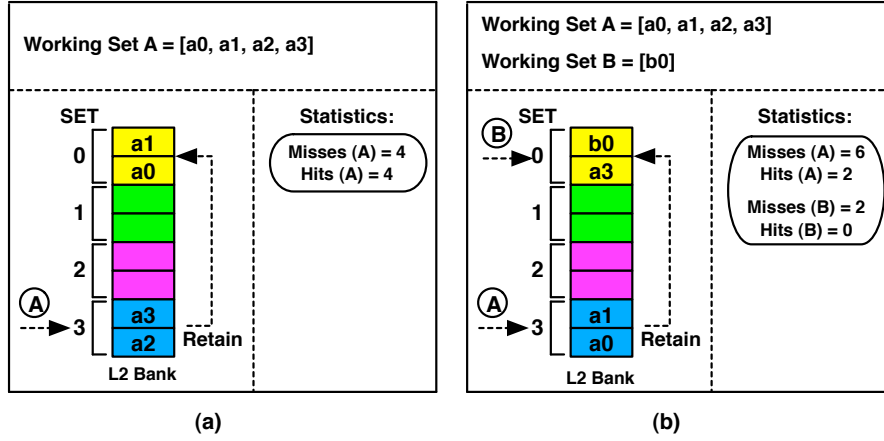 Working Set A = [a0, a1, a2, a3]
SET
0
1
2
3
a1
a0
a3
a2
A
Retain
L2 Bank
Statistics:
Misses (A) = 4
Hits (A) = 4
(a)
Working Set A = [a0, a1, a2, a3]
Working Set B = [b0]
SET
B
0
1
2
A
3
b0
a3
a1
a0
Retain
L2 Bank
Statistics:
Misses (A) = 6
Hits (A) = 2
Misses (B) = 2
Hits (B) = 0
(b)